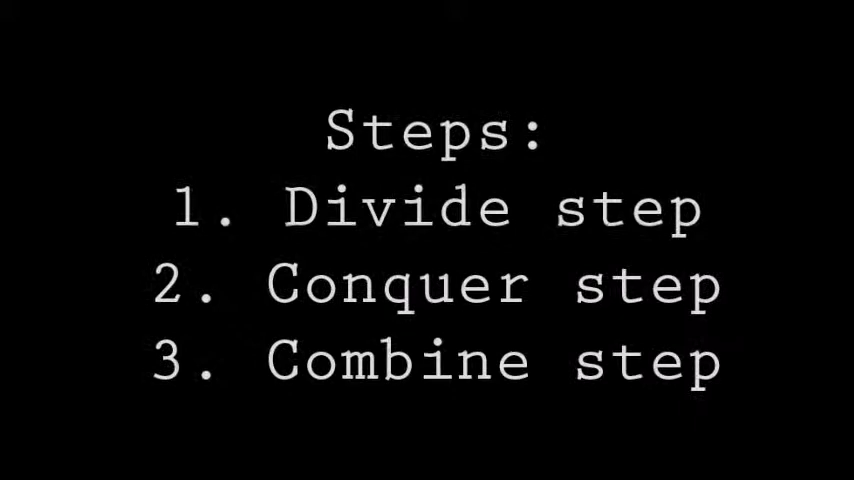 Steps:
1. Divide step
2. Conquer step
3. Combine step